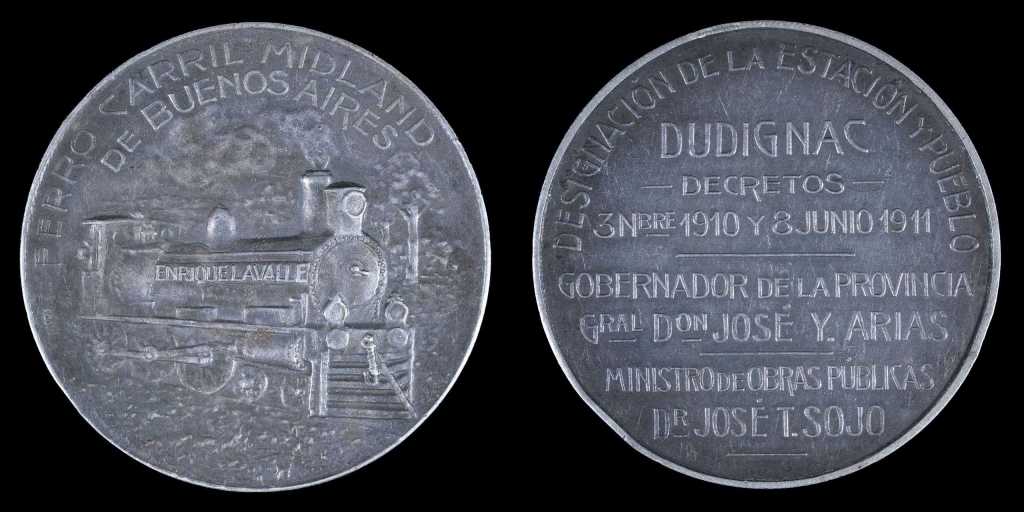 FERRO CARRIL MIDLAND
DE BUENOS AIRES
ENRIQUE LAVALLE
DESIGNACIÓN DE LA ESTACIÓN Y PUEBLO
DUDIGNAC
— DECRETOS —
3 NBRE 1910 Y 8 JUNIO 1911
GOBERNADOR DE LA PROVINCIA
GRAL DON JOSÉ Y. ARIAS
MINISTRO DE OBRAS PÚBLICAS
DR JOSÉ T. SOJO